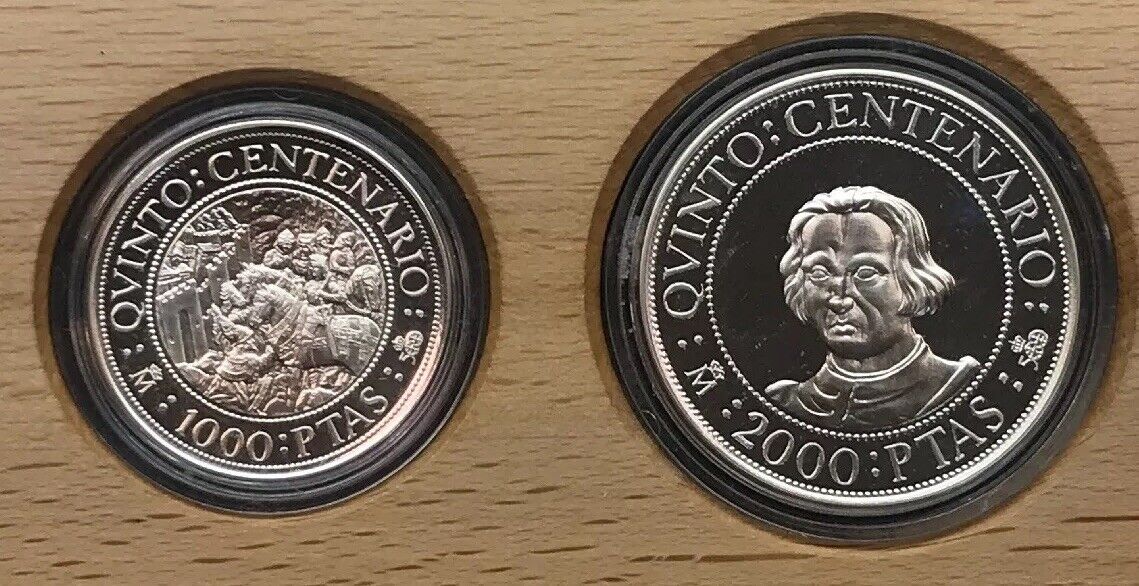 QVINTO:CENTENARIO
M
1000:PTAS
QVINTO:CENTENARIO
M
2000:PTAS